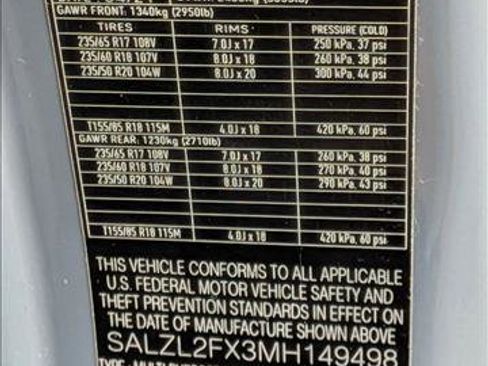 GAWR FRONT: 1340kg (2950lb)
TIRES RIMS PRESSURE (COLD)
235/65 R17 108V 7.0J x 17 250 kPa, 37 psi
235/60 R18 107V 8.0J x 18 260 kPa, 38 psi
235/50 R20 104W 8.0J x 20 300 kPa, 44 psi
T155/85 R18 115M 4.0J x 18 420 kPa, 60 psi
GAWR REAR: 1230kg (2710lb)
235/65 R17 108V 7.0J x 17 260 kPa, 38 psi
235/60 R18 107V 8.0J x 18 270 kPa, 40 psi
235/50 R20 104W 8.0J x 20 290 kPa, 43 psi
T155/85 R18 115M 4.0J x 18 420 kPa, 60 psi
THIS VEHICLE CONFORMS TO ALL APPLICABLE
U.S. FEDERAL MOTOR VEHICLE SAFETY AND
THEFT PREVENTION STANDARDS IN EFFECT ON
THE DATE OF MANUFACTURE SHOWN ABOVE
SALZL2FX3MH149498